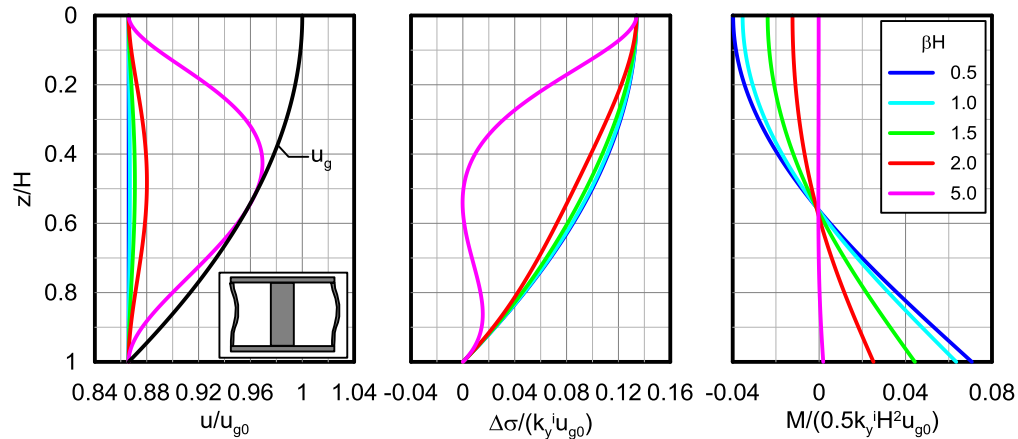 0
0.2
0.4
0.6
0.8
1
z/H
u_g
0.84 0.88 0.92 0.96 1 1.04
u/u_g0
-0.04 0 0.04 0.08 0.12 0.16
Δσ/(k_y^i u_g0)
βH
0.5
1.0
1.5
2.0
5.0
-0.04 0 0.04 0.08
M/(0.5k_y^i H²u_g0)